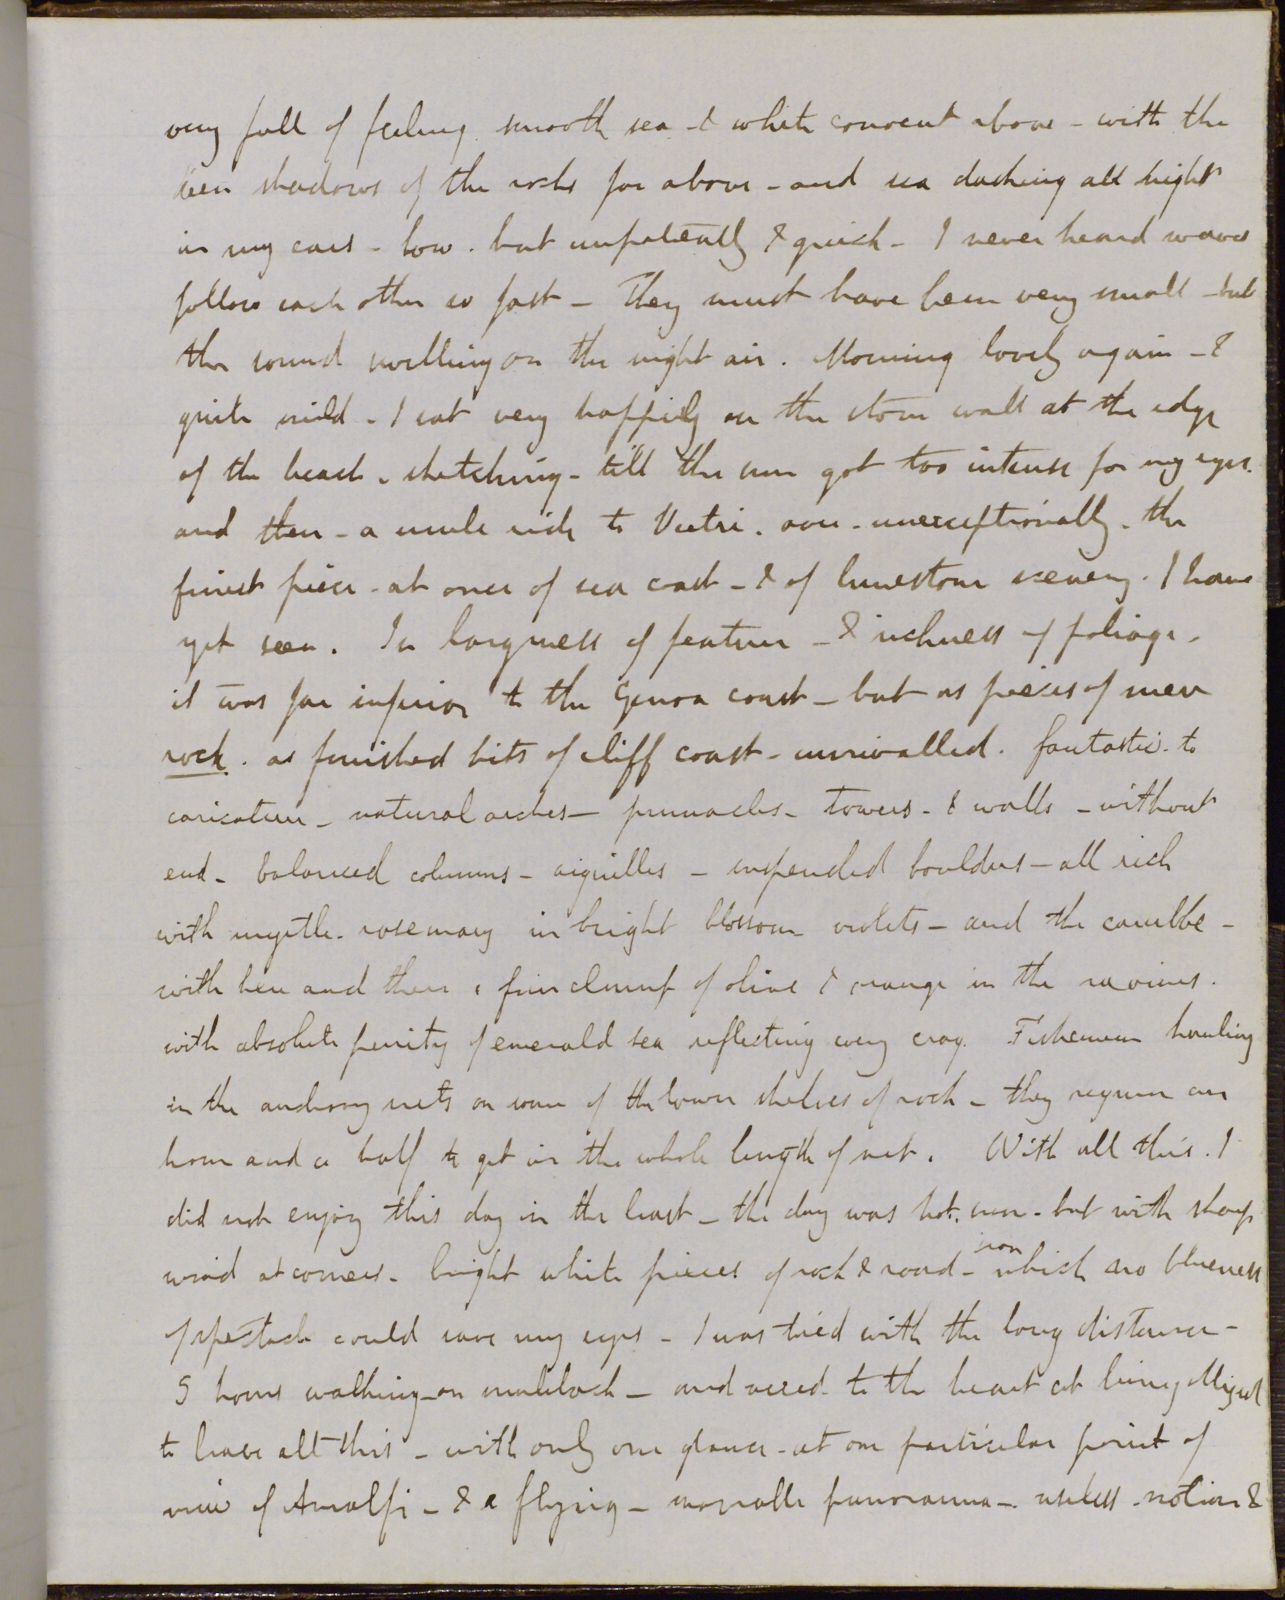 very full of feeling. smooth sea - & white convent above - with the
keen shadows of the rocks far above - and sea dashing all night
in my ears - low. but impatiently & quick - I never heard waves
follow each other so fast - They must have been very small - but
the sound swelling on the night air. Morning lovely again - &
quite mild - I sat very happily on the stone wall at the edge
of the beach. sketching - till the sun got too intense for my eyes.
and then - a mule ride to Vietri. over - unexceptionally - the
finest piece - at once of sea coast - & of limestone scenery. I have
yet seen. In largeness of feature - & richness of foliage -
it was far inferior to the Genoa coast - but as pieces of mere
rock. as finished bits of cliff coast - unrivalled. fantastic to
caricature - natural arches - pinnacles - towers - & walls - without
end - balanced columns - aiguilles - suspended boulders - all rich
with myrtle. rosemary in bright blossom violets - and the
with here and there a fine clump of olive & orange in the ravines.
with absolute purity of emerald sea reflecting every crag. Fishermen hauling
in the anchovy nets on some of the lower shelves of rock - they require an
hour and a half to get in the whole length of net. With all this. I
did not enjoy this day in the least - the day was hot. sun - but with sharp
wind at corners - bright white pieces of rock & road - from which no blueness
of spectacle could save my eyes - I was tired with the long distance -
5 hours walking - on muleback - and vexed to the heart at being obliged
to leave all this - with only one glance - at one particular point of
view of Amalfi - & a flying - moveable panorama - useless - notion &